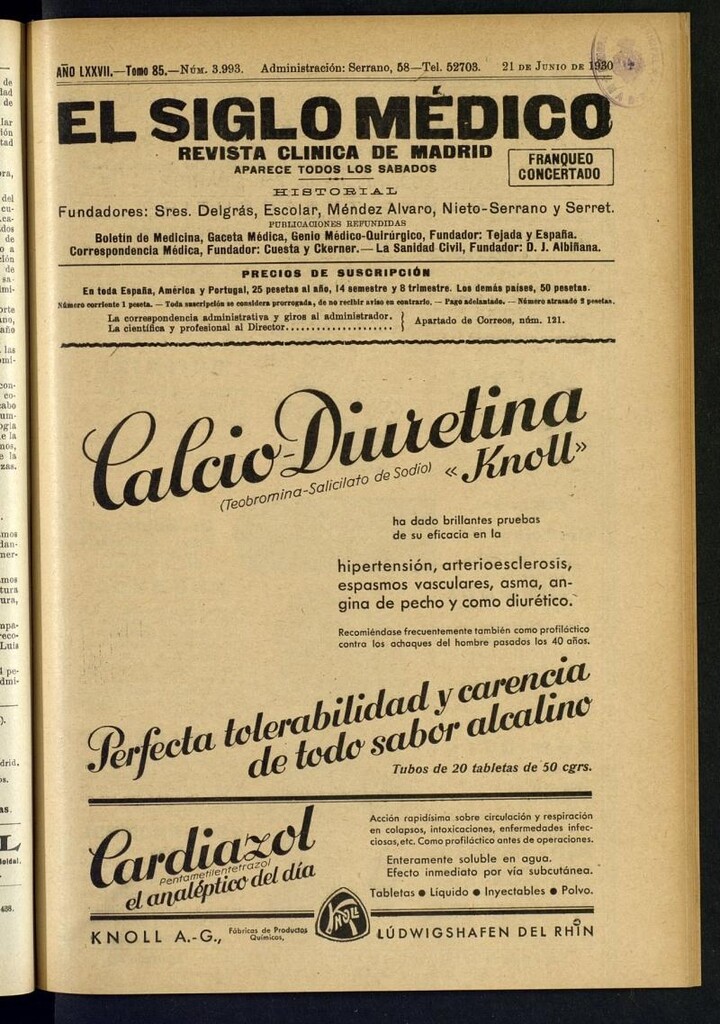 AÑO LXXVII.—Tomo 85.—NÚM. 3.993. Administración: Serrano, 58—Tel. 52703. 21 DE JUNIO DE 1930
EL SIGLO MÉDICO
REVISTA CLINICA DE MADRID
APARECE TODOS LOS SABADOS
FRANQUEO
CONCERTADO
HISTORIAL
Fundadores: Sres. Delgrás, Escolar, Méndez Alvaro, Nieto-Serrano y Serret.
PUBLICACIONES REFUNDIDAS
Boletín de Medicina, Gaceta Médica, Genio Médico-Quirúrgico, Fundador: Tejada y España.
Correspondencia Médica, Fundador: Cuesta y Ckerner.—La Sanidad Civil, Fundador: D. J. Albiñana.
PRECIOS DE SUSCRIPCIÓN
En toda España, América y Portugal, 25 pesetas al año, 14 semestre y 8 trimestre. Los demás países, 50 pesetas.
Número corriente 1 peseta. — Toda suscripción se considera prorrogada, de no recibir aviso en contrario. — Pago adelantado. — Número atrasado 2 pesetas.
La correspondencia administrativa y giros al administrador.
La científica y profesional al Director.....................
Apartado de Correos, núm. 121.
Calcio-Diuretina
(Teobromina-Salicilato de Sodio) «Knoll»
ha dado brillantes pruebas
de su eficacia en la
hipertensión, arterioesclerosis,
espasmos vasculares, asma, an-
gina de pecho y como diurético.
Recomiéndase frecuentemente también como profiláctico
contra los achaques del hombre pasados los 40 años.
Perfecta tolerabilidad y carencia
de todo sabor alcalino
Tubos de 20 tabletas de 50 cgrs.
Cardiazol
Pentametilentetrazol
el analéptico del día
Acción rapidísima sobre circulación y respiración
en colapsos, intoxicaciones, enfermedades infec-
ciosas, etc. Como profiláctico antes de operaciones.
Enteramente soluble en agua.
Efecto inmediato por vía subcutánea.
Tabletas ● Líquido ● Inyectables ● Polvo.
KNOLL A.-G., Fábricas de Productos
Químicos,
KNOLL
LÚDWIGSHAFEN DEL RHIN